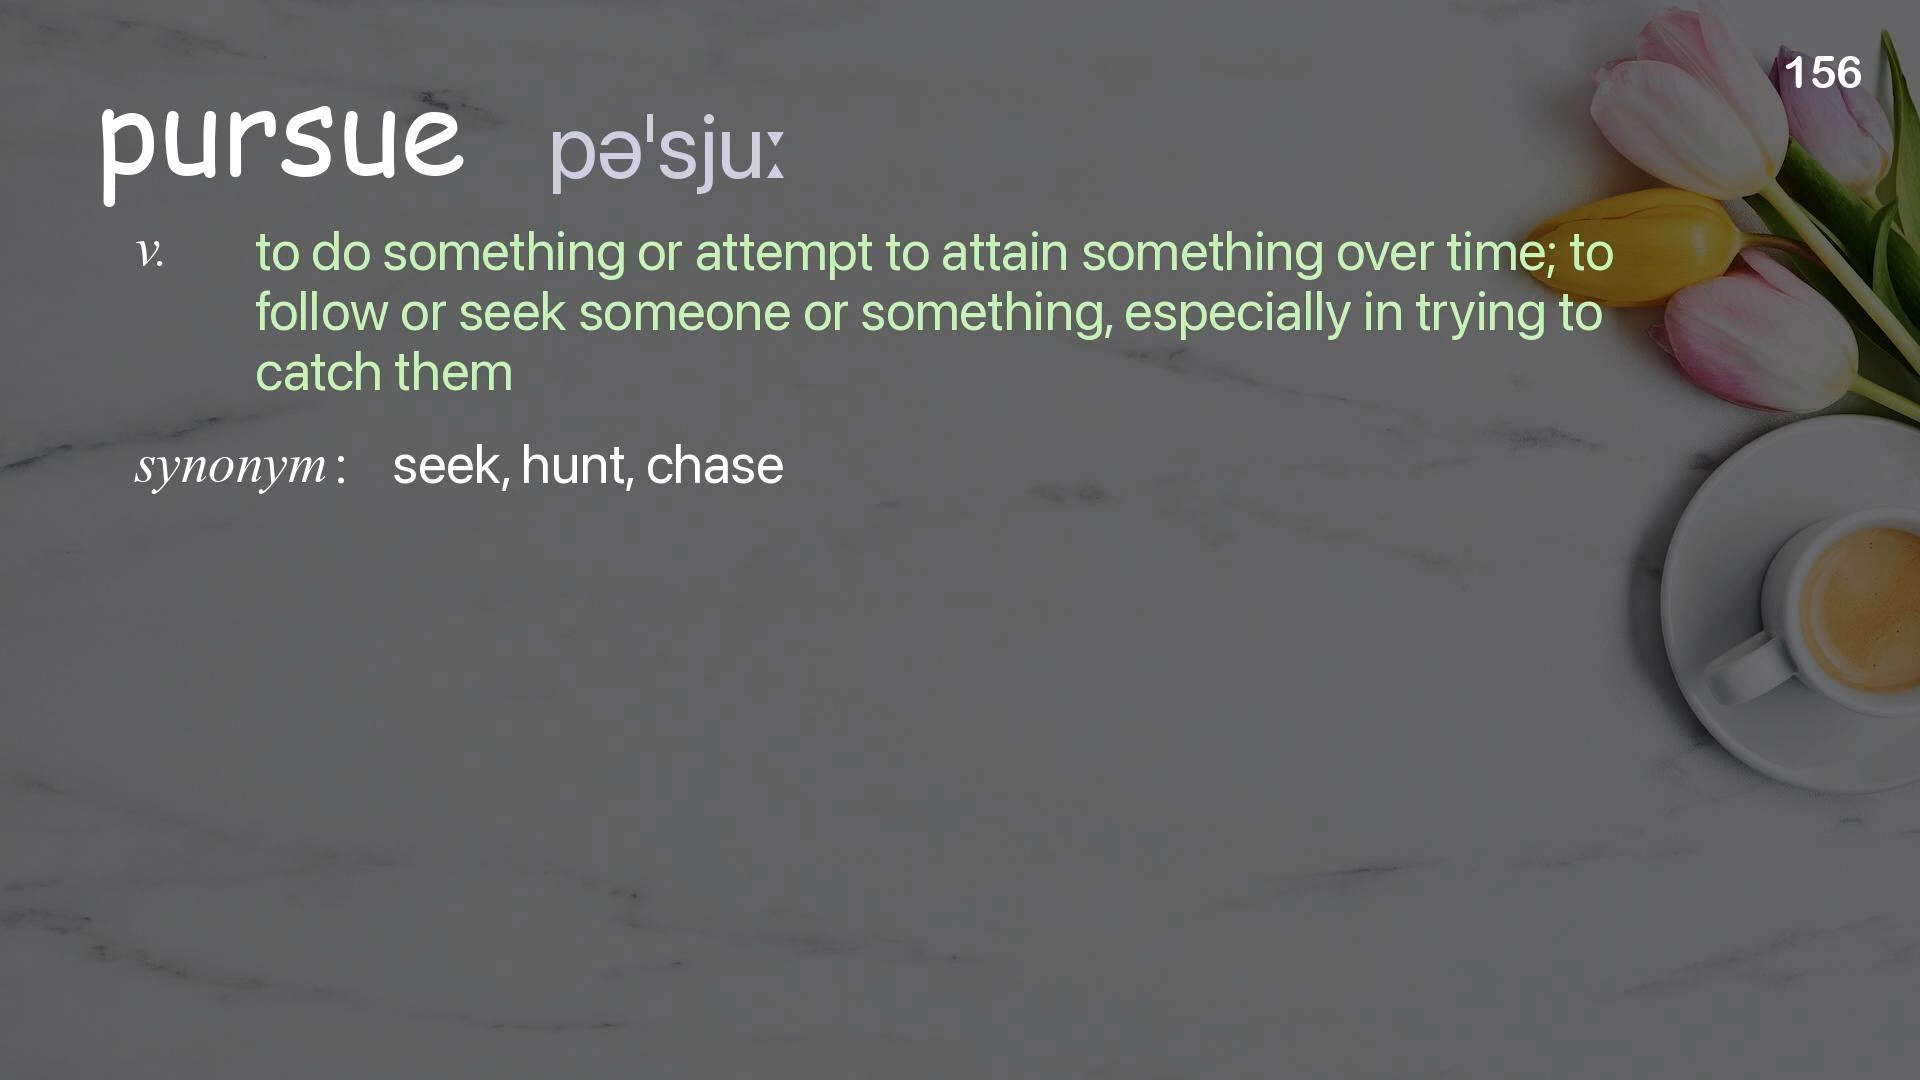 156
pursue pəˈsjuː
v. to do something or attempt to attain something over time; to
follow or seek someone or something, especially in trying to
catch them
synonym : seek, hunt, chase